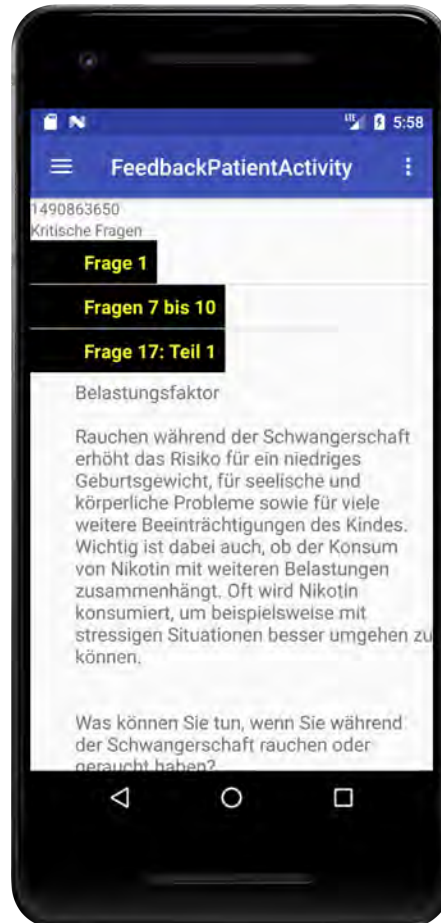 LTE 5:58
FeedbackPatientActivity
1490863650
Kritische Fragen
Frage 1
Fragen 7 bis 10
Frage 17: Teil 1
Belastungsfaktor
Rauchen während der Schwangerschaft
erhöht das Risiko für ein niedriges
Geburtsgewicht, für seelische und
körperliche Probleme sowie für viele
weitere Beeinträchtigungen des Kindes.
Wichtig ist dabei auch, ob der Konsum
von Nikotin mit weiteren Belastungen
zusammenhängt. Oft wird Nikotin
konsumiert, um beispielsweise mit
stressigen Situationen besser umgehen zu
können.
Was können Sie tun, wenn Sie während
der Schwangerschaft rauchen oder
geraucht haben?